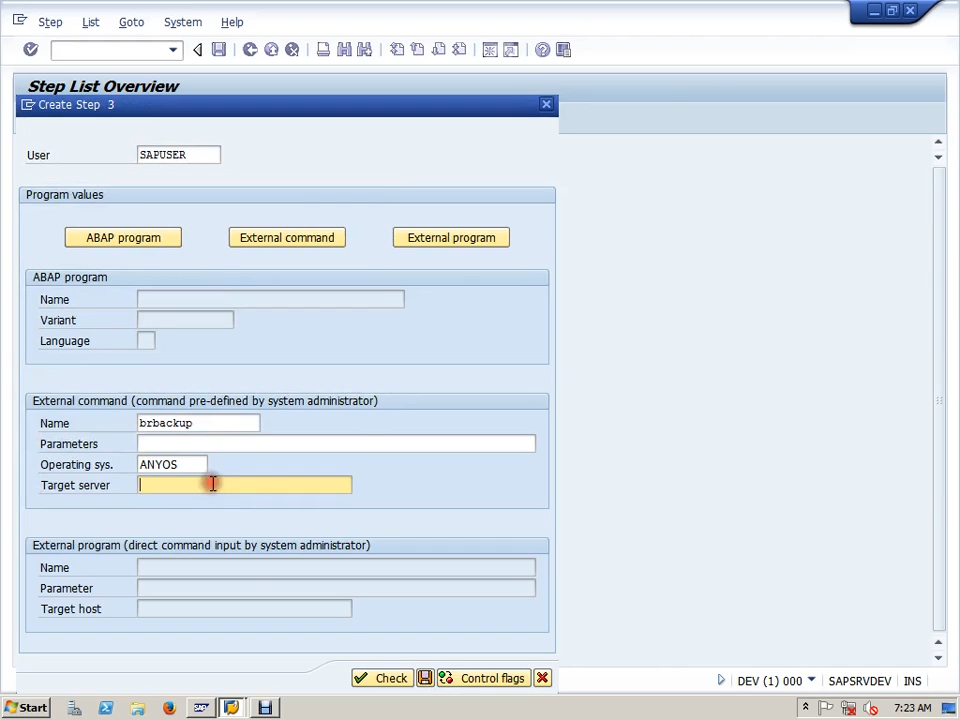 Step List Goto System Help
Step List Overview
Create Step 3
User SAPUSER
Program values
ABAP program External command External program
ABAP program
Name
Variant
Language
External command (command pre-defined by system administrator)
Name brbackup
Parameters
Operating sys. ANYOS
Target server
External program (direct command input by system administrator)
Name
Parameter
Target host
Check Control flags
DEV (1) 000 SAPSRVDEV INS
Start 7:23 AM